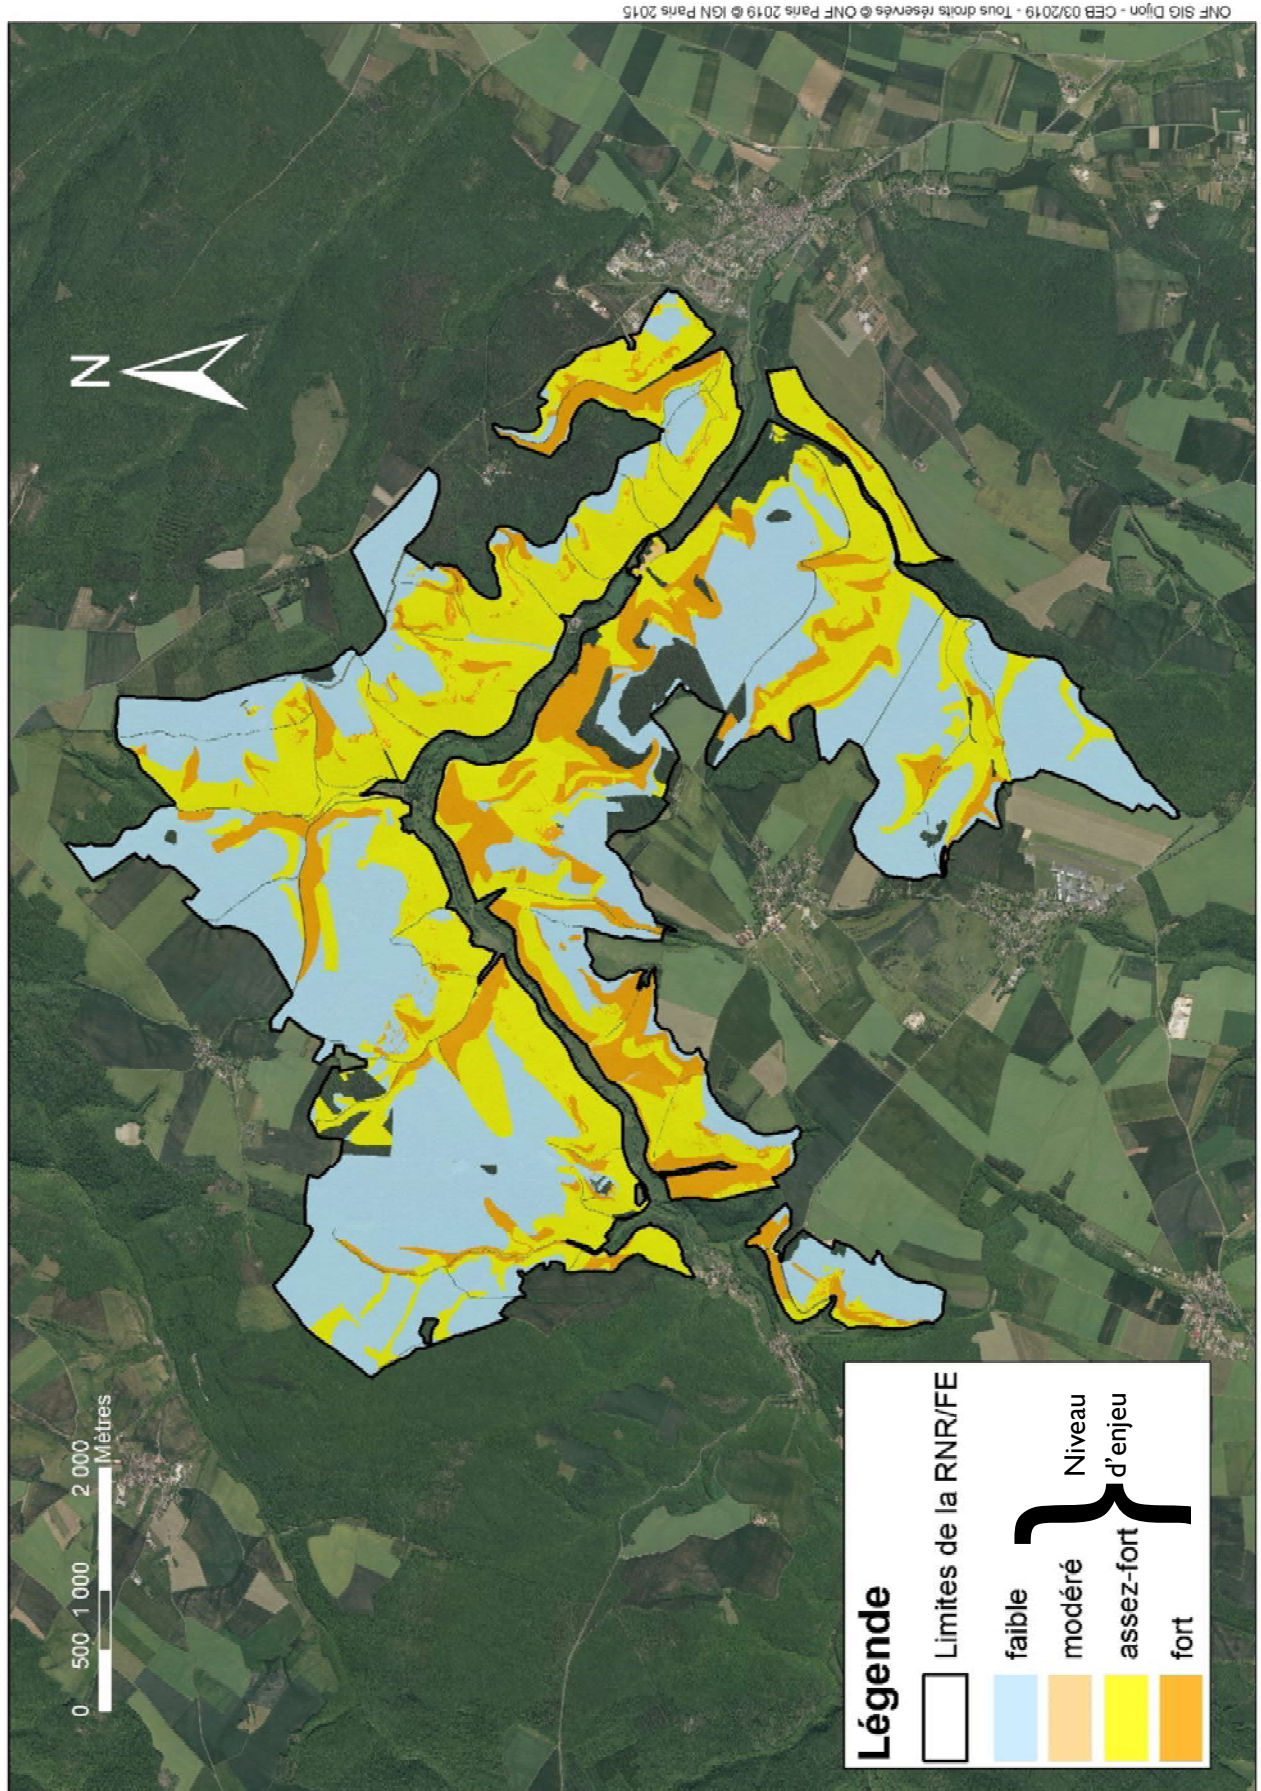 ONF SIG Dijon - CEB 03/2019 - Tous droits réservés © ONF Paris 2019 © IGN Paris 2015
N
0 500 1 000 2 000
Mètres
Légende
Limites de la RNR/FE
faible
modéré
assez-fort
fort
Niveau
d’enjeu